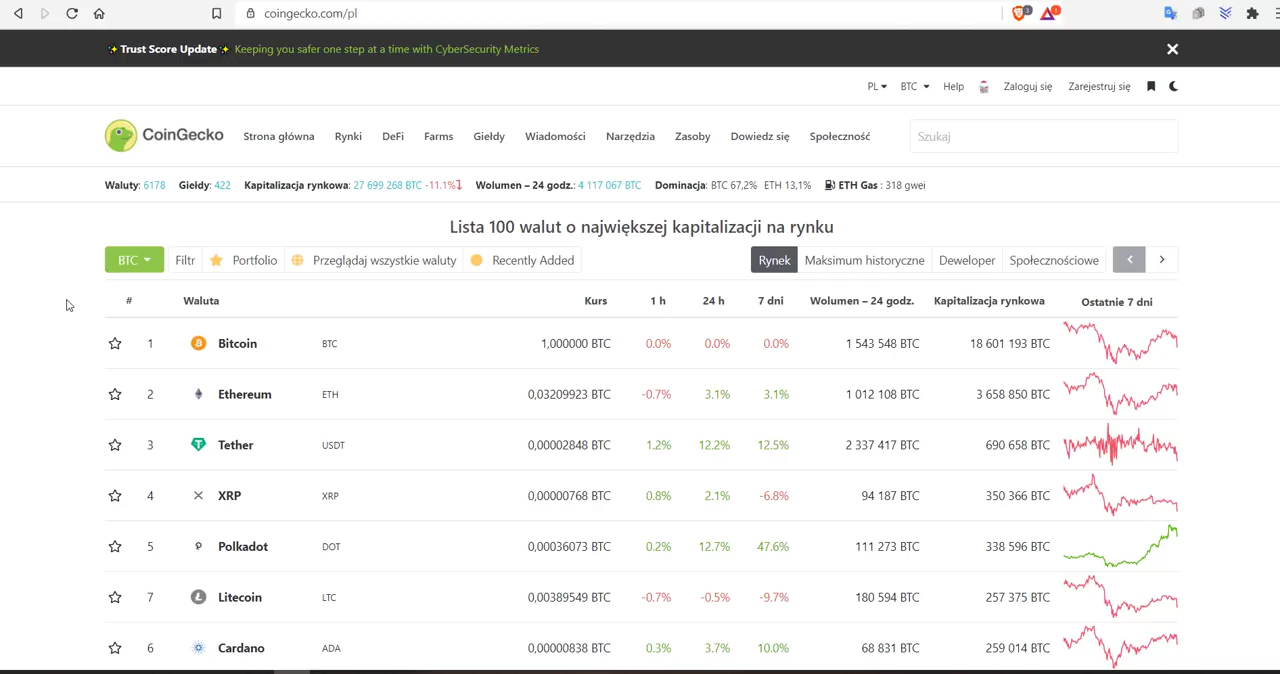 coingecko.com/pl
3
1
✨Trust Score Update✨ Keeping you safer one step at a time with CyberSecurity Metrics
PL BTC Help Zaloguj się Zarejestruj się
CoinGecko Strona główna Rynki DeFi Farms Giełdy Wiadomości Narzędzia Zasoby Dowiedz się Społeczność Szukaj
Waluty: 6178 Giełdy: 422 Kapitalizacja rynkowa: 27 699 268 BTC -11.1% Wolumen – 24 godz.: 4 117 067 BTC Dominacja: BTC 67,2% ETH 13,1% ETH Gas : 318 gwei
Lista 100 walut o największej kapitalizacji na rynku
BTC Filtr Portfolio Przeglądaj wszystkie waluty Recently Added Rynek Maksimum historyczne Deweloper Społecznościowe
# Waluta Kurs 1 h 24 h 7 dni Wolumen – 24 godz. Kapitalizacja rynkowa Ostatnie 7 dni
1 Bitcoin BTC 1,000000 BTC 0.0% 0.0% 0.0% 1 543 548 BTC 18 601 193 BTC
2 Ethereum ETH 0,03209923 BTC -0.7% 3.1% 3.1% 1 012 108 BTC 3 658 850 BTC
3 Tether USDT 0,00002848 BTC 1.2% 12.2% 12.5% 2 337 417 BTC 690 658 BTC
4 XRP XRP 0,00000768 BTC 0.8% 2.1% -6.8% 94 187 BTC 350 366 BTC
5 Polkadot DOT 0,00036073 BTC 0.2% 12.7% 47.6% 111 273 BTC 338 596 BTC
7 Litecoin LTC 0,00389549 BTC -0.7% -0.5% -9.7% 180 594 BTC 257 375 BTC
6 Cardano ADA 0,00000838 BTC 0.3% 3.7% 10.0% 68 831 BTC 259 014 BTC